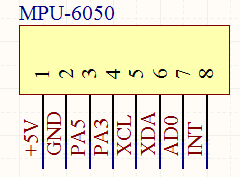 MPU-6050
1 2 3 4 5 6 7 8
+5V GND PA5 PA3 XCL XDA AD0 INT